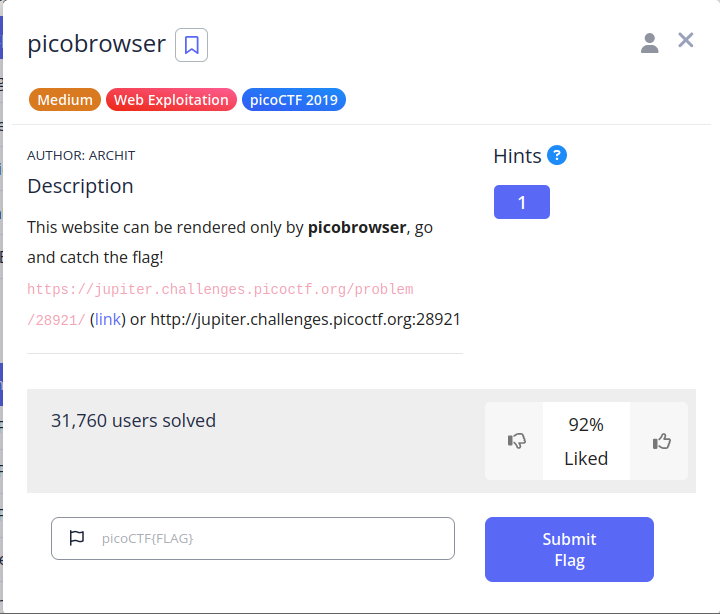 picobrowser
Medium Web Exploitation picoCTF 2019
AUTHOR: ARCHIT
Hints ?
Description
1
This website can be rendered only by picobrowser, go
and catch the flag!
https://jupiter.challenges.picoctf.org/problem
/28921/ (link) or http://jupiter.challenges.picoctf.org:28921
31,760 users solved
92%
Liked
picoCTF{FLAG}
Submit
Flag